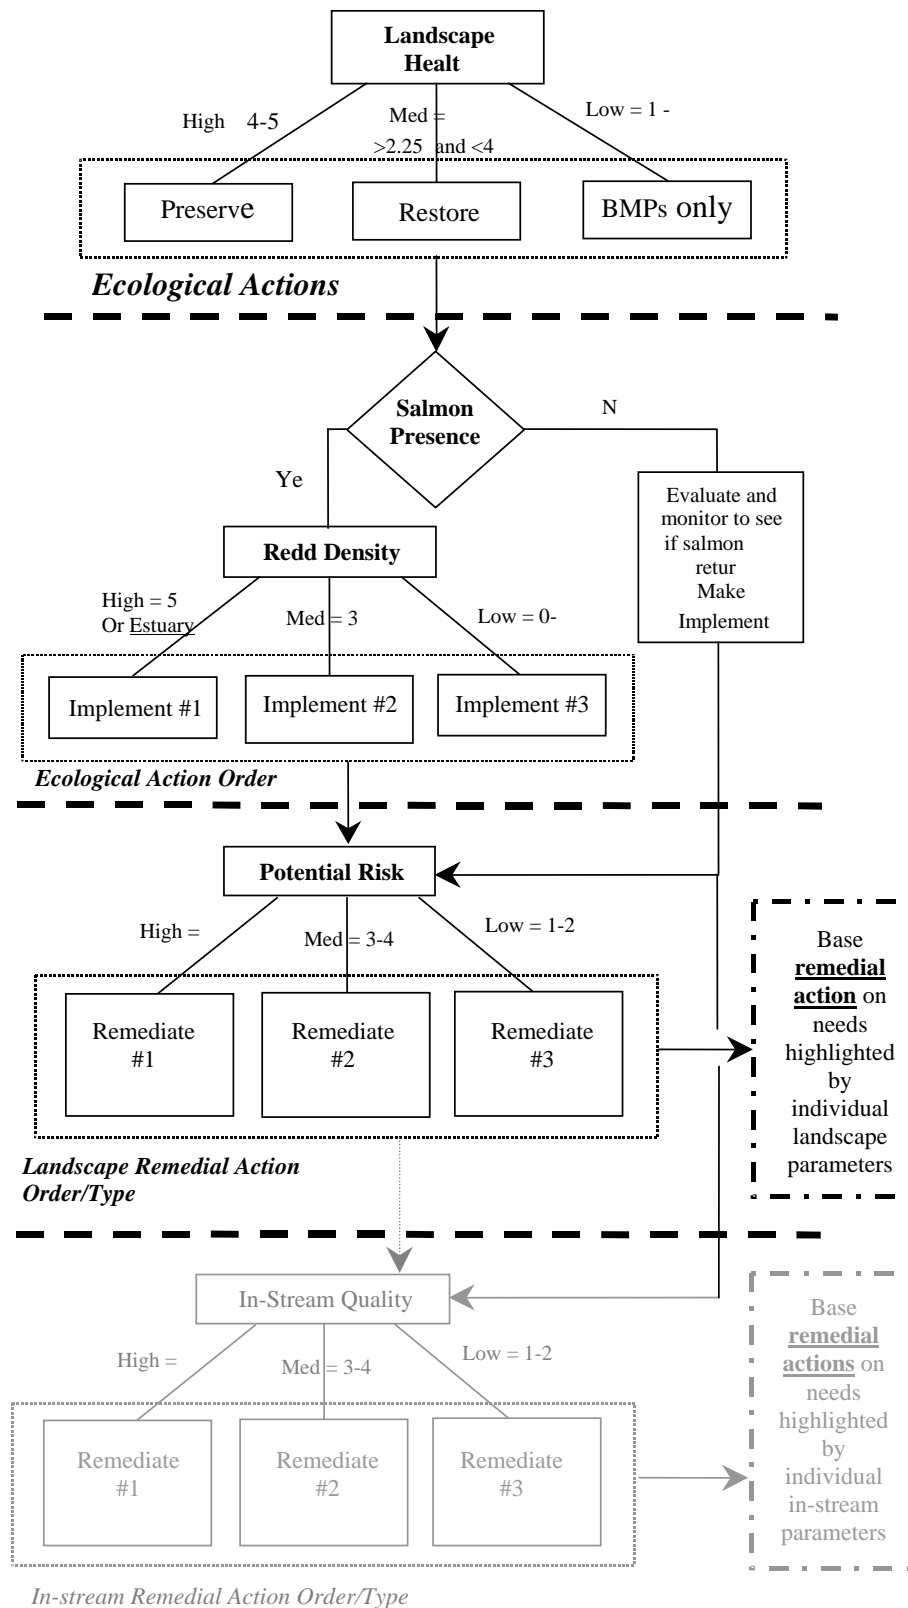 Landscape
Healt
High 4-5
Med =
>2.25 and <4
Low = 1 -
Preserve
Restore
BMPs only
Ecological Actions
Salmon
Presence
N
Ye
Evaluate and
monitor to see
if salmon
retur
Make
Implement
Redd Density
High = 5
Or Estuary
Med = 3
Low = 0-
Implement #1
Implement #2
Implement #3
Ecological Action Order
Potential Risk
High =
Med = 3-4
Low = 1-2
Remediate
#1
Remediate
#2
Remediate
#3
Base
remedial
action on
needs
highlighted
by
individual
landscape
parameters
Landscape Remedial Action
Order/Type
In-Stream Quality
High =
Med = 3-4
Low = 1-2
Remediate
#1
Remediate
#2
Remediate
#3
Base
remedial
actions on
needs
highlighted
by
individual
in-stream
parameters
In-stream Remedial Action Order/Type